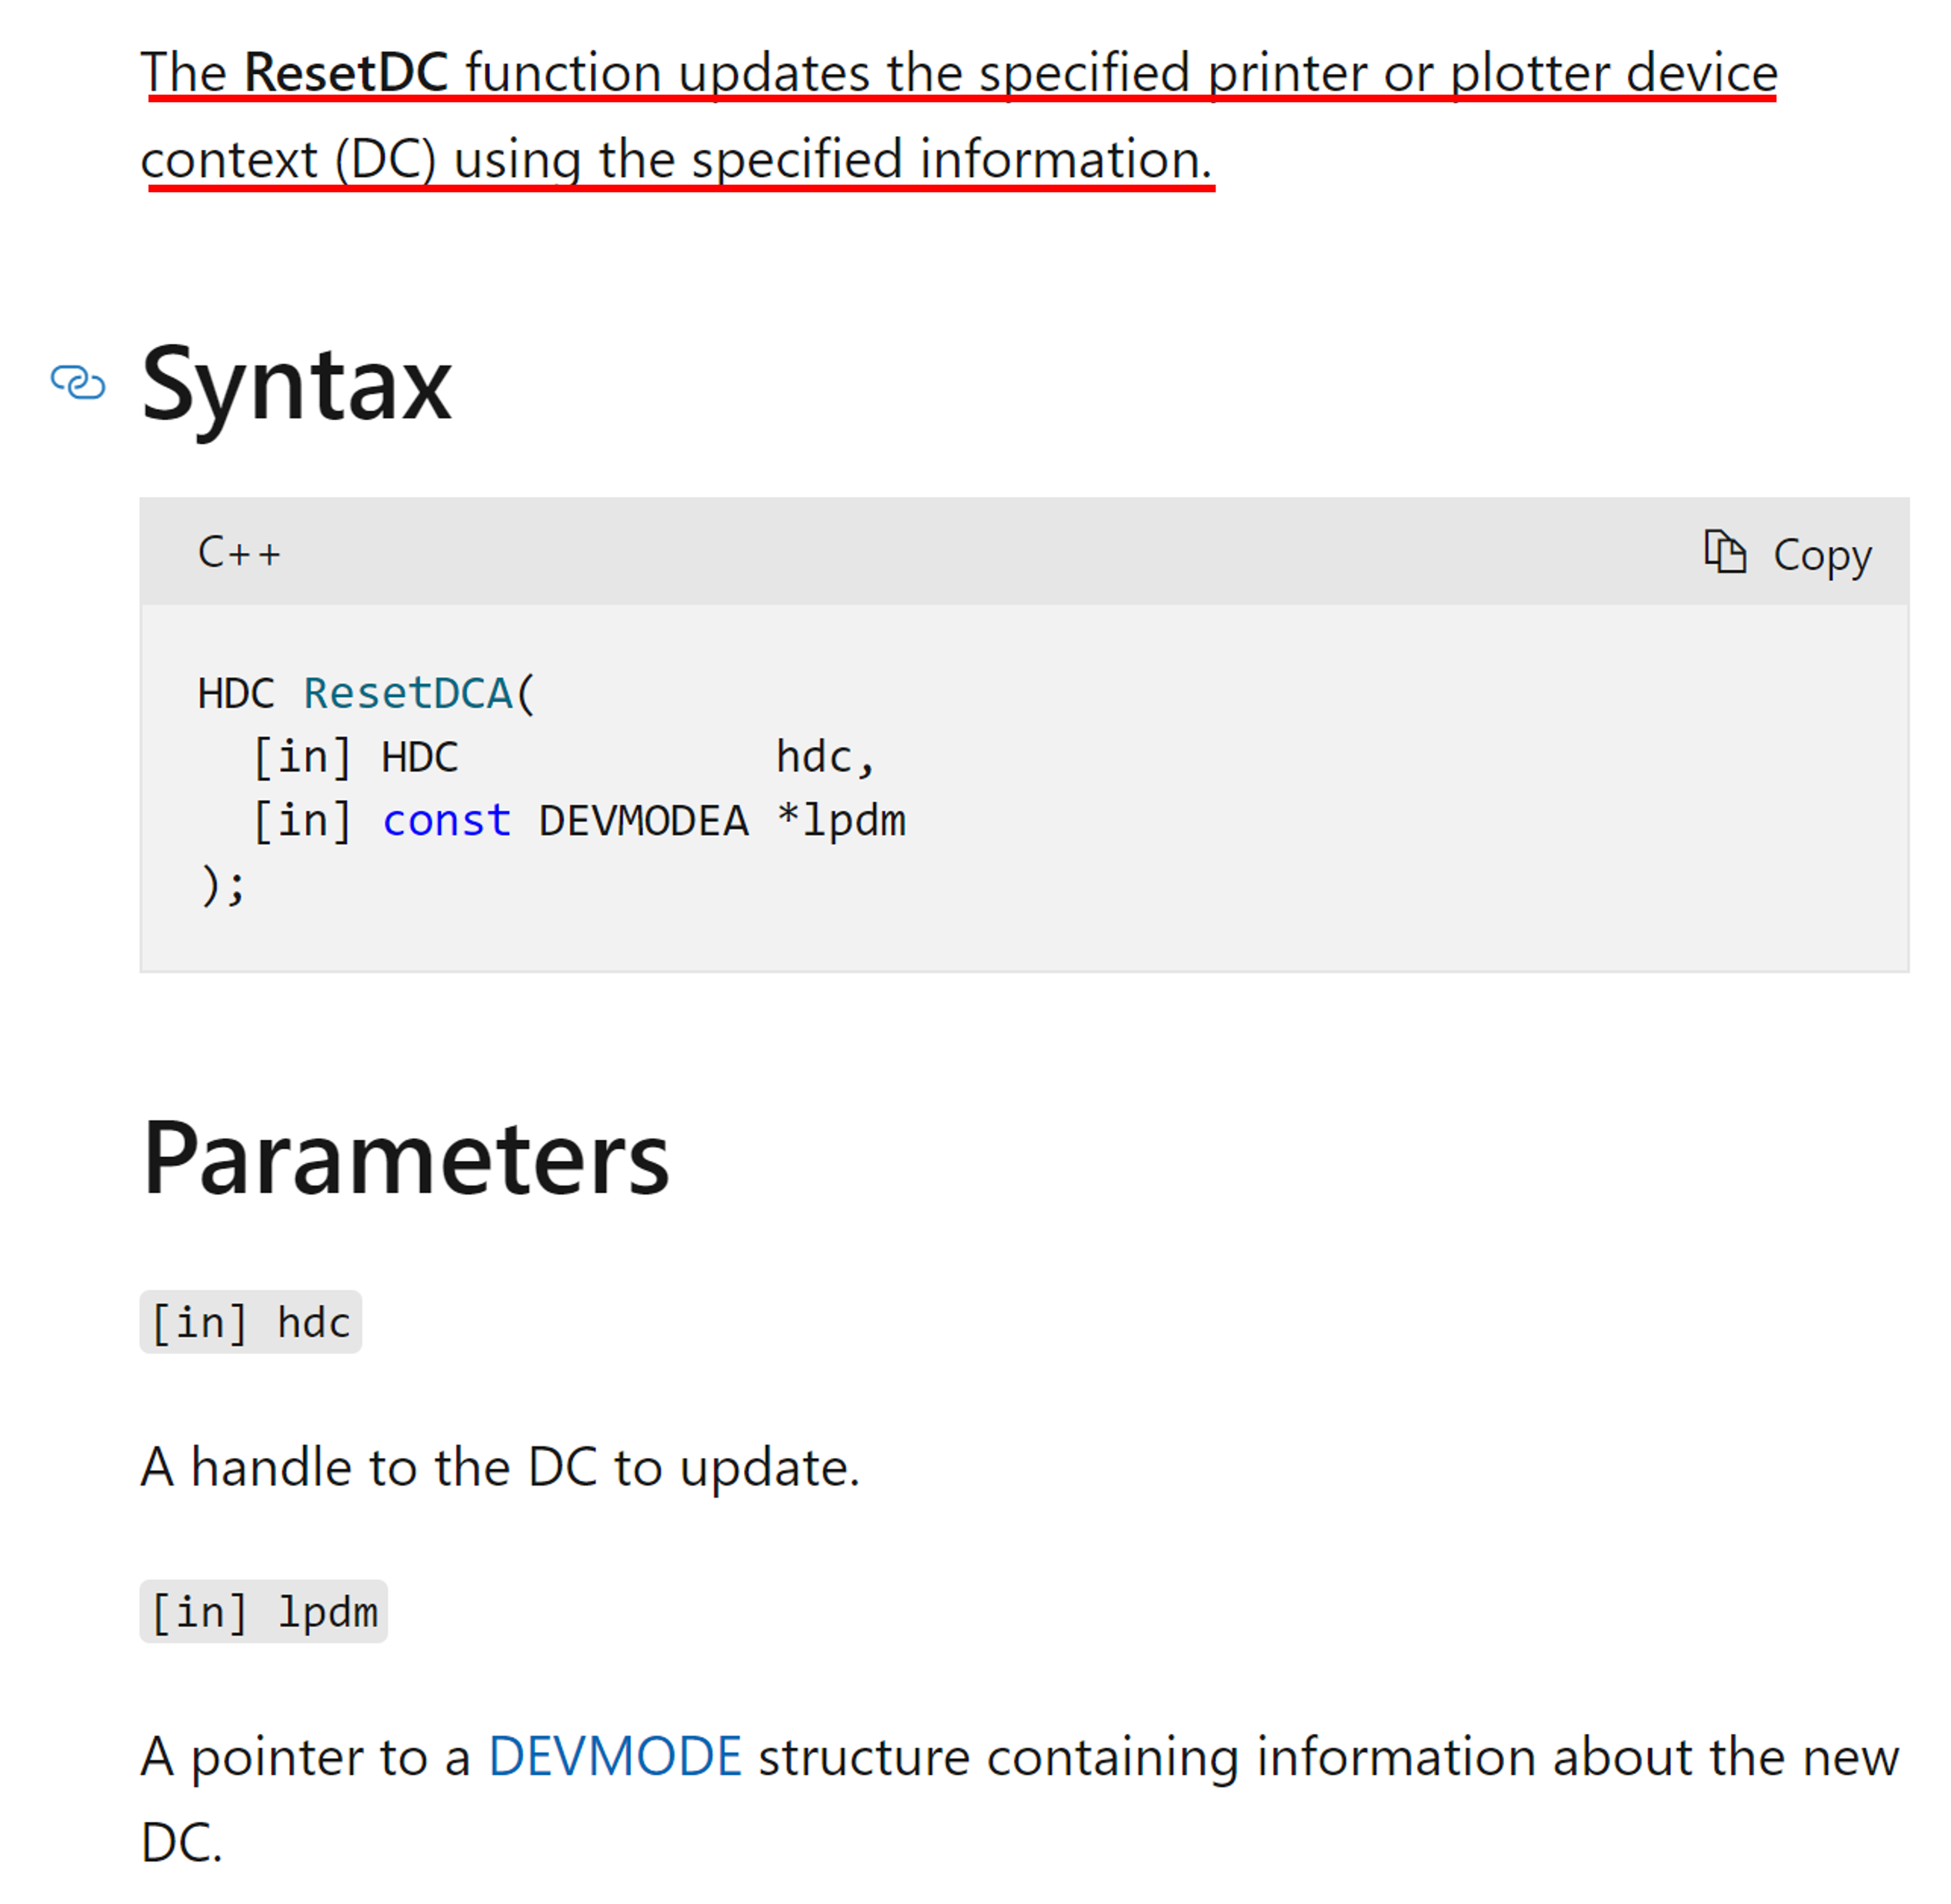 The ResetDC function updates the specified printer or plotter device
context (DC) using the specified information.
Syntax
C++ Copy
HDC ResetDCA(
  [in] HDC            hdc,
  [in] const DEVMODEA *lpdm
);
Parameters
[in] hdc
A handle to the DC to update.
[in] lpdm
A pointer to a DEVMODE structure containing information about the new
DC.